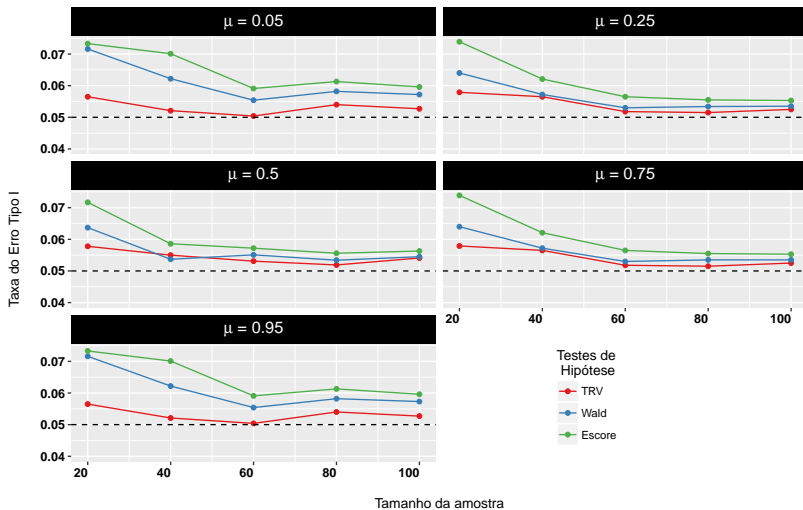 μ = 0.05
μ = 0.25
0.07
0.06
0.05
0.04
μ = 0.5
μ = 0.75
0.07
0.06
0.05
0.04
20 40 60 80 100
μ = 0.95
0.07
0.06
0.05
0.04
20 40 60 80 100
Taxa do Erro Tipo I
Tamanho da amostra
Testes de
Hipótese
TRV
Wald
Escore